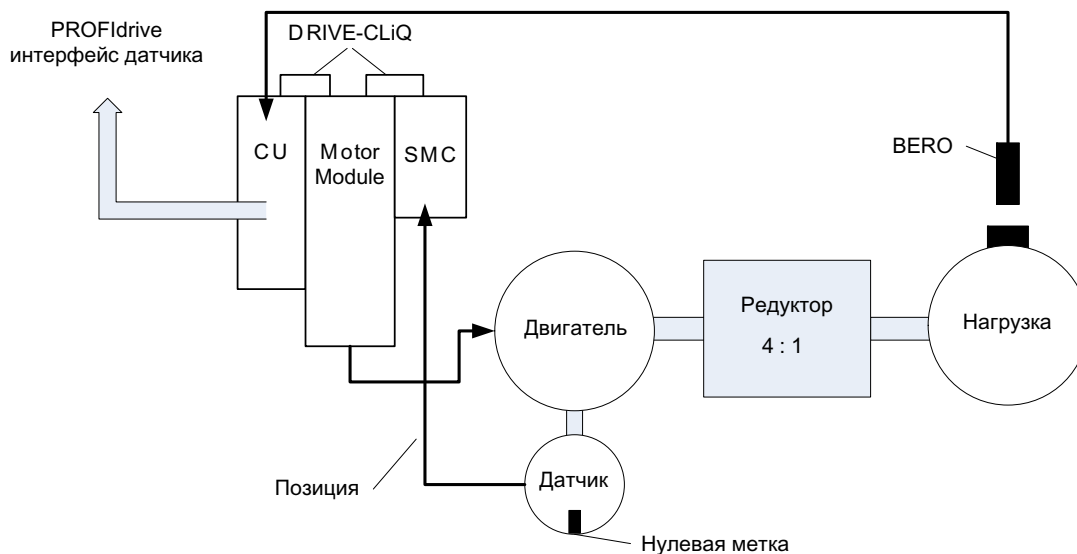 PROFIdrive
интерфейс датчика
DRIVE-CLiQ
CU
Motor
Module
SMC
BERO
Двигатель
Редуктор
4 : 1
Нагрузка
Датчик
Позиция
Нулевая метка